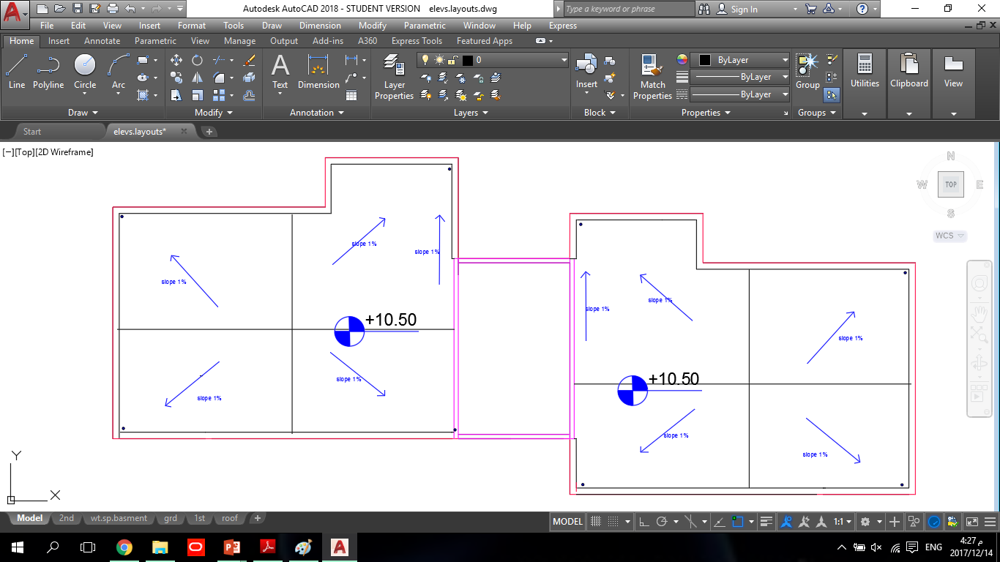 Autodesk AutoCAD 2018 - STUDENT VERSION elevs.layouts.dwg
Type a keyword or phrase
Sign In
File Edit View Insert Format Tools Draw Dimension Modify Parametric Window Help Express
Home Insert Annotate Parametric View Manage Output Add-ins A360 Express Tools Featured Apps
0
ByLayer
ByLayer
ByLayer
Line Polyline Circle Arc
Text Dimension
Layer Properties
Insert
Match Properties
Group
Utilities
Clipboard
View
Draw Modify Annotation Layers Block Properties Groups
Start elevs.layouts*
[−][Top][2D Wireframe]
N
W TOP E
S
WCS
slope 1%
slope 1%
slope 1%
slope 1%
slope 1%
slope 1%
+10.50
slope 1%
slope 1%
+10.50
slope 1%
slope 1%
Y
X
Model 2nd wt.sp.basment grd 1st roof
MODEL 1:1
ENG
4:27 م
2017/12/14